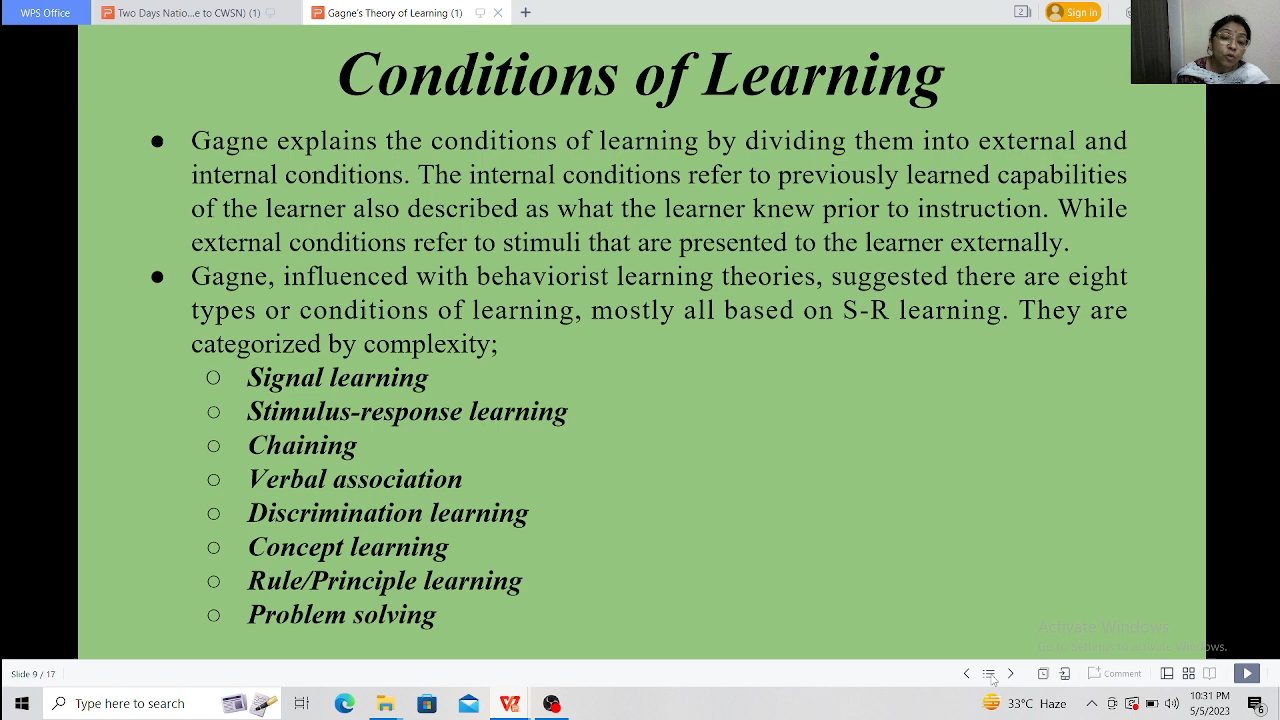 WPS Office
Two Days Natio...e to CWSN) (1)
Gagne's Theory of Learning (1)
2
Sign in
Conditions of Learning
● Gagne explains the conditions of learning by dividing them into external and
internal conditions. The internal conditions refer to previously learned capabilities
of the learner also described as what the learner knew prior to instruction. While
external conditions refer to stimuli that are presented to the learner externally.
● Gagne, influenced with behaviorist learning theories, suggested there are eight
types or conditions of learning, mostly all based on S-R learning. They are
categorized by complexity;
○ Signal learning
○ Stimulus-response learning
○ Chaining
○ Verbal association
○ Discrimination learning
○ Concept learning
○ Rule/Principle learning
○ Problem solving
Activate Windows
Go to Settings to activate Windows.
Slide 9 / 17
Comment
Type here to search
33°C Haze
10:31 PM
5/5/2023
6